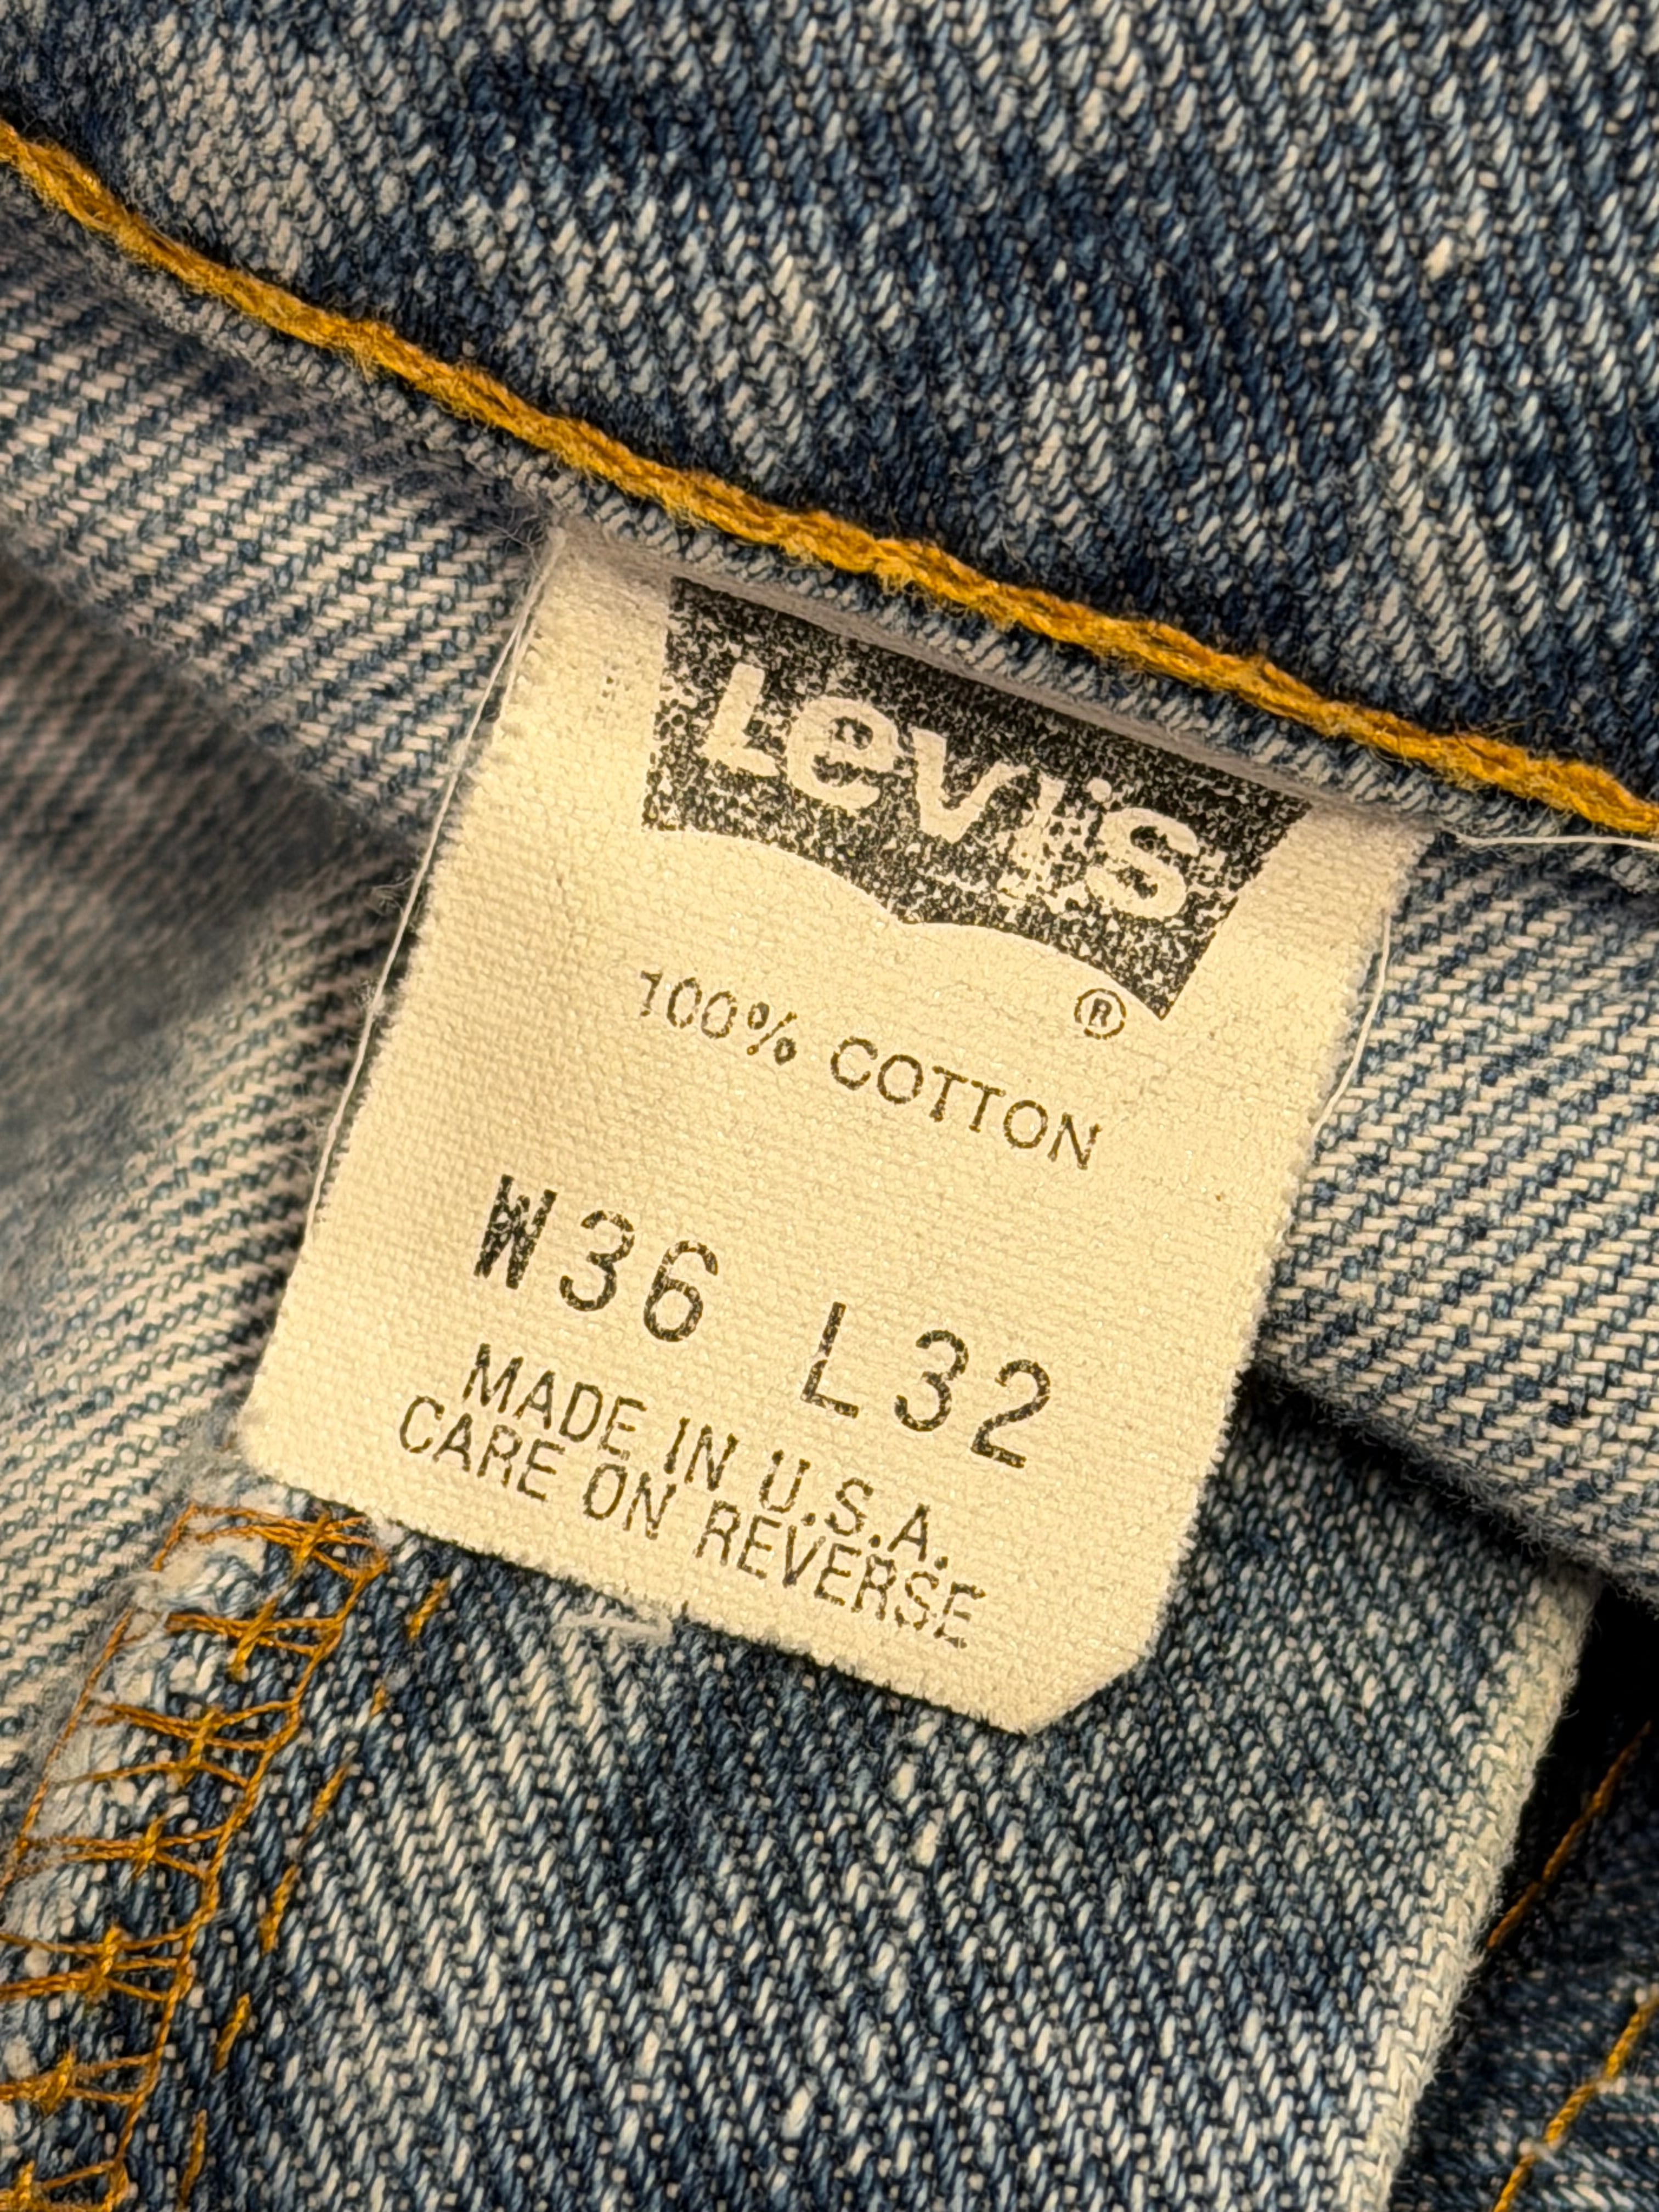 Levi's
®
100% COTTON
W36 L32
MADE IN U.S.A.
CARE ON REVERSE